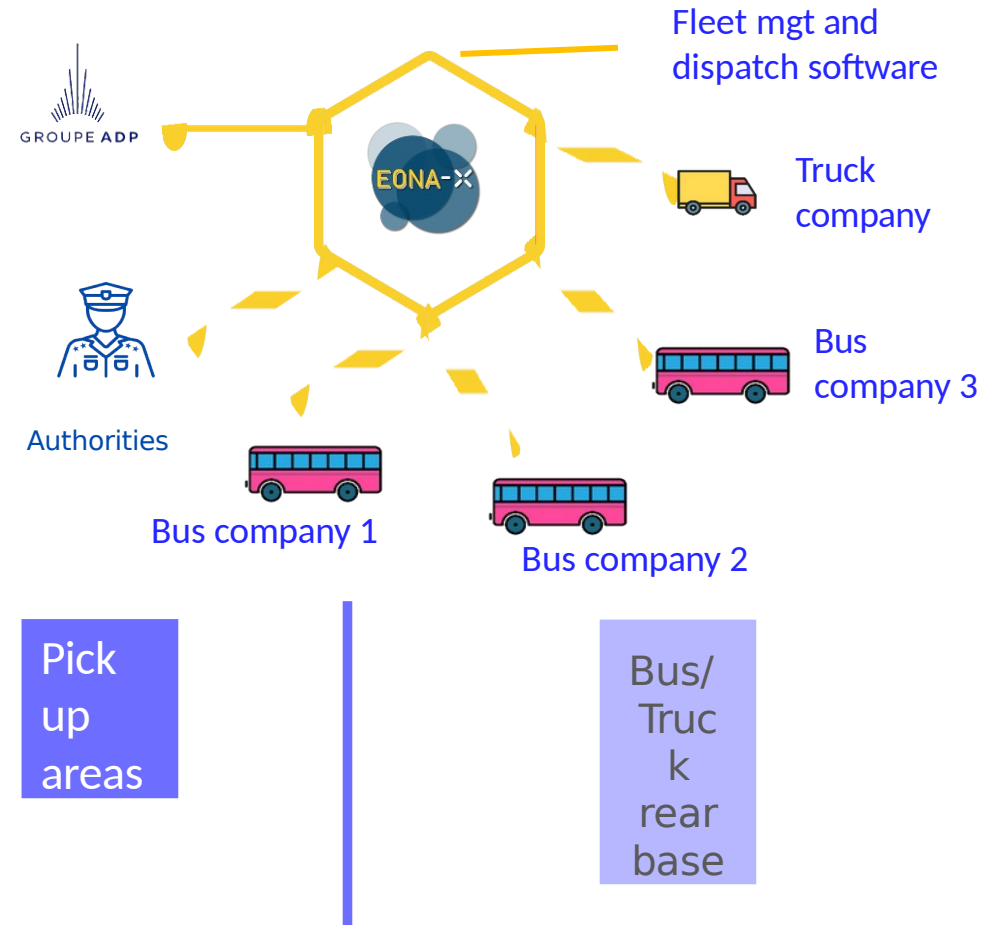 Fleet mgt and
dispatch software
GROUPE ADP
EONA-X
Truck
company
Bus
company 3
Authorities
Bus company 1
Bus company 2
Pick
up
areas
Bus/
Truc
k
rear
base